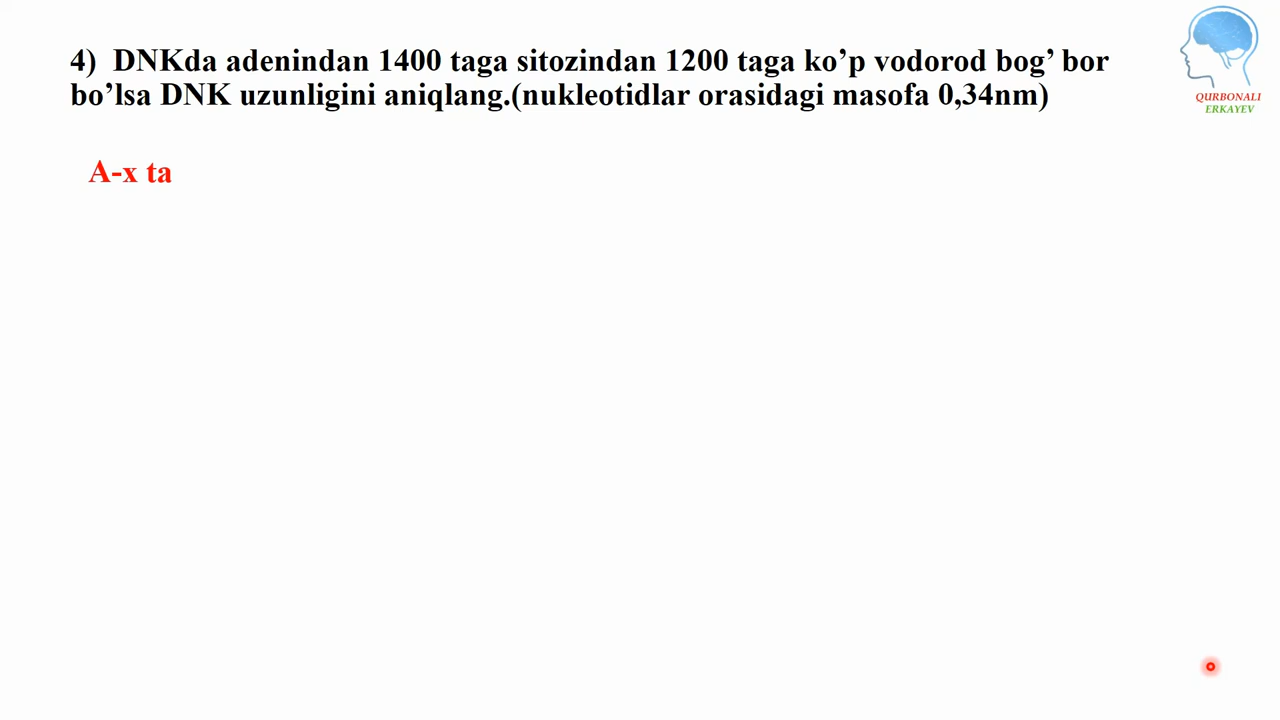 4)  DNKda adenindan 1400 taga sitozindan 1200 taga ko’p vodorod bog’ bor
bo’lsa DNK uzunligini aniqlang.(nukleotidlar orasidagi masofa 0,34nm)
QURBONALI
ERKAYEV
A-x ta